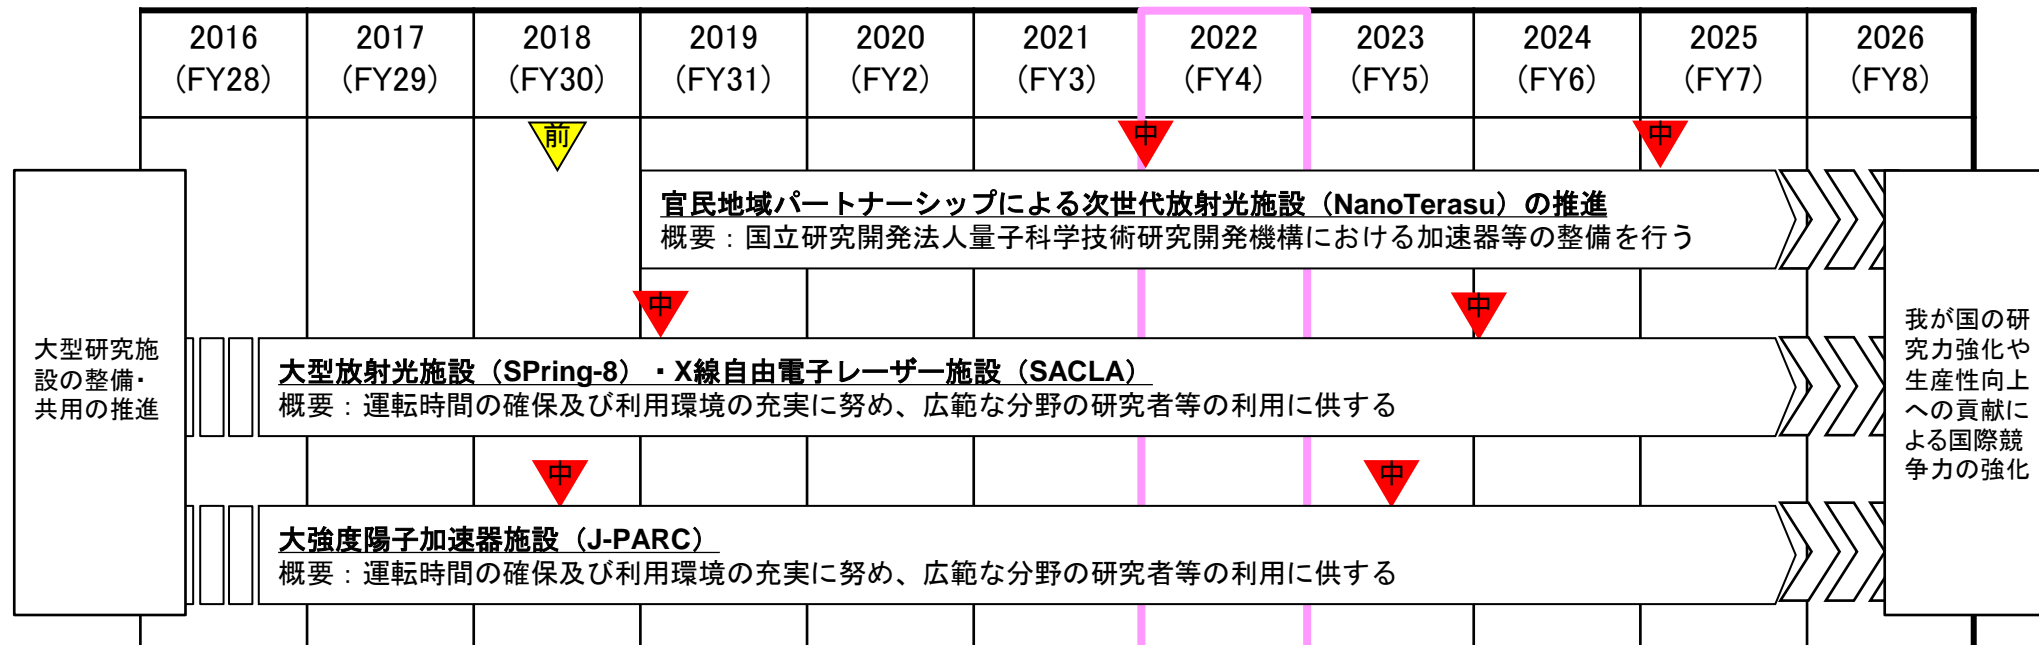 2016 2017 2018 2019 2020 2021 2022 2023 2024 2025 2026
(FY28) (FY29) (FY30) (FY31) (FY2) (FY3) (FY4) (FY5) (FY6) (FY7) (FY8)
前 中 中
官民地域パートナーシップによる次世代放射光施設（NanoTerasu）の推進
概要：国立研究開発法人量子科学技術研究開発機構における加速器等の整備を行う
中 中
大型研究施
設の整備・
共用の推進
大型放射光施設（SPring-8）・X線自由電子レーザー施設（SACLA）
概要：運転時間の確保及び利用環境の充実に努め、広範な分野の研究者等の利用に供する
中 中
大強度陽子加速器施設（J-PARC）
概要：運転時間の確保及び利用環境の充実に努め、広範な分野の研究者等の利用に供する
我が国の研
究力強化や
生産性向上
への貢献に
よる国際競
争力の強化